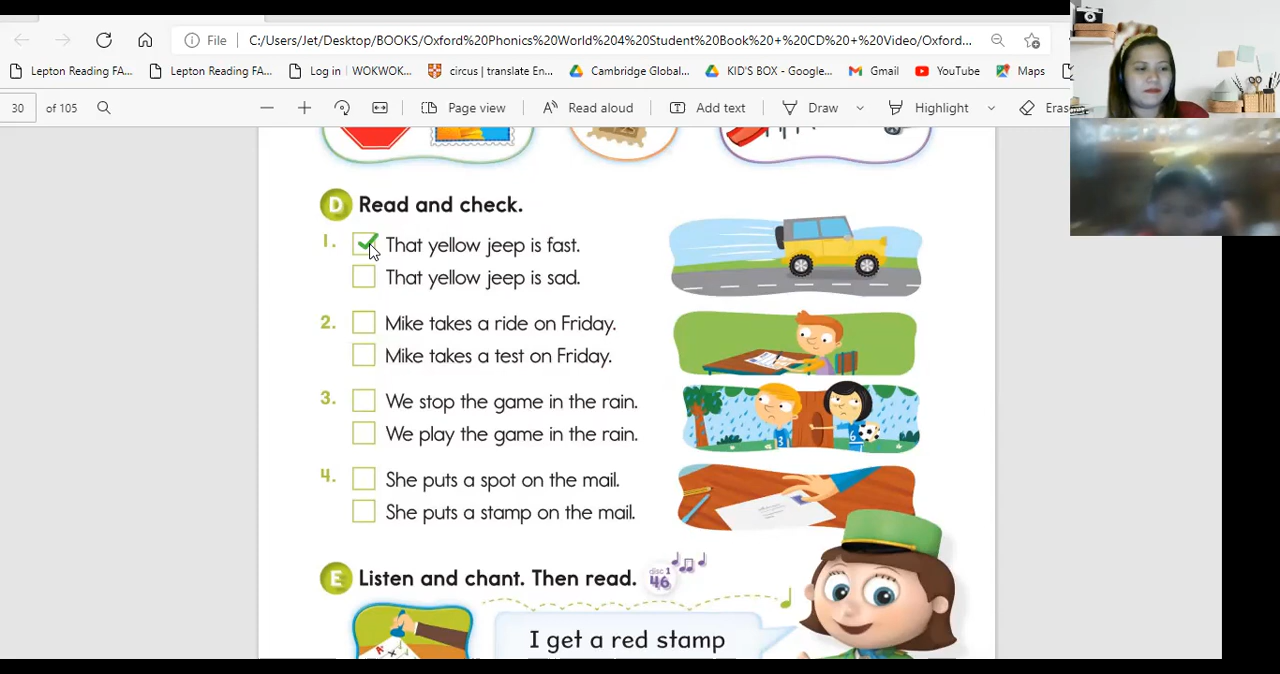 File C:/Users/Jet/Desktop/BOOKS/Oxford%20Phonics%20World%204%20Student%20Book%20+%20CD%20+%20Video/Oxford...
Lepton Reading FA... Lepton Reading FA... Log in | WOKWOK... circus | translate En... Cambridge Global... KID'S BOX - Google... Gmail YouTube Maps
30 of 105 Page view Read aloud Add text Draw Highlight
D Read and check.
1. That yellow jeep is fast.
That yellow jeep is sad.
2. Mike takes a ride on Friday.
Mike takes a test on Friday.
3. We stop the game in the rain.
We play the game in the rain.
3 6
4. She puts a spot on the mail.
She puts a stamp on the mail.
E Listen and chant. Then read. disc 1
46
A+
I get a red stamp